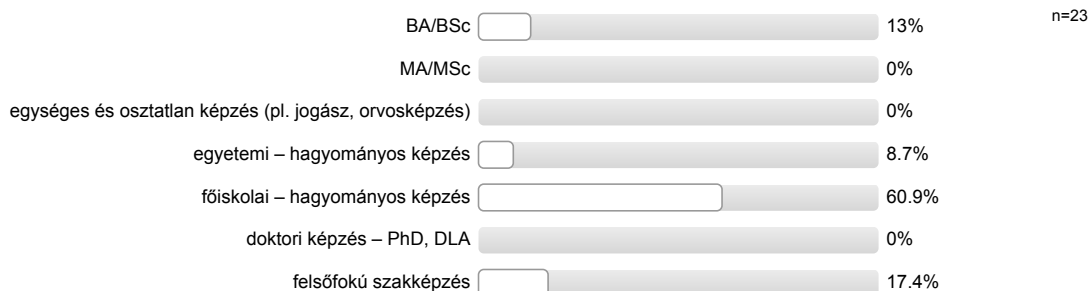 n=23
BA/BSc 13%
MA/MSc 0%
egységes és osztatlan képzés (pl. jogász, orvosképzés) 0%
egyetemi – hagyományos képzés 8.7%
főiskolai – hagyományos képzés 60.9%
doktori képzés – PhD, DLA 0%
felsőfokú szakképzés 17.4%